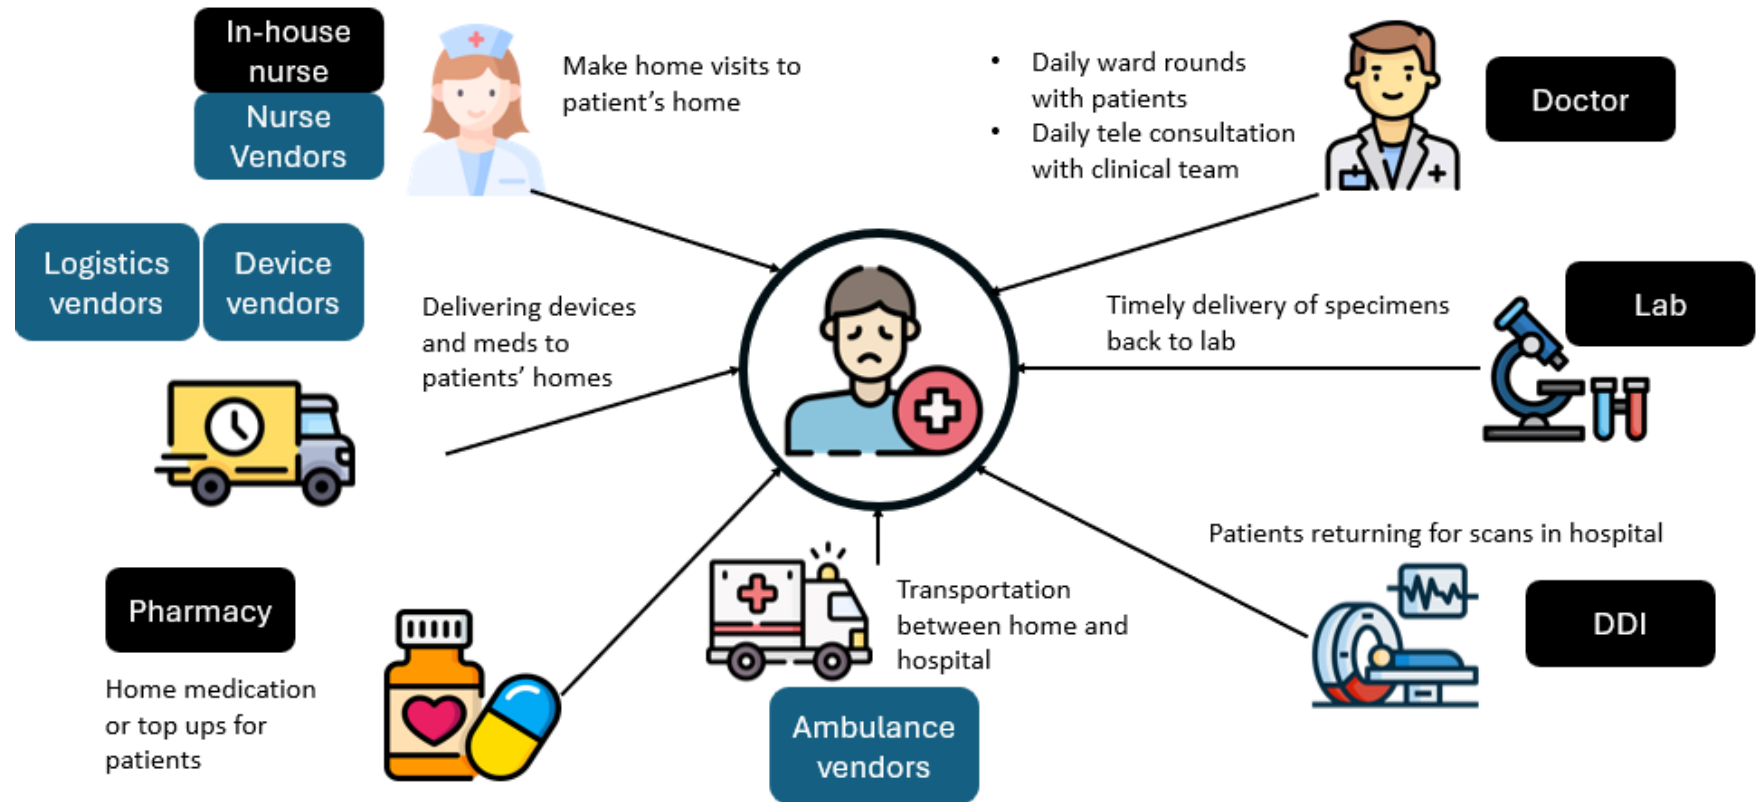 In-house
nurse
Nurse
Vendors
Make home visits to
patient's home
• Daily ward rounds
with patients
• Daily tele consultation
with clinical team
Doctor
Logistics
vendors
Device
vendors
Delivering devices
and meds to
patients' homes
Timely delivery of specimens
back to lab
Lab
Patients returning for scans in hospital
DDI
Pharmacy
Home medication
or top ups for
patients
Transportation
between home and
hospital
Ambulance
vendors